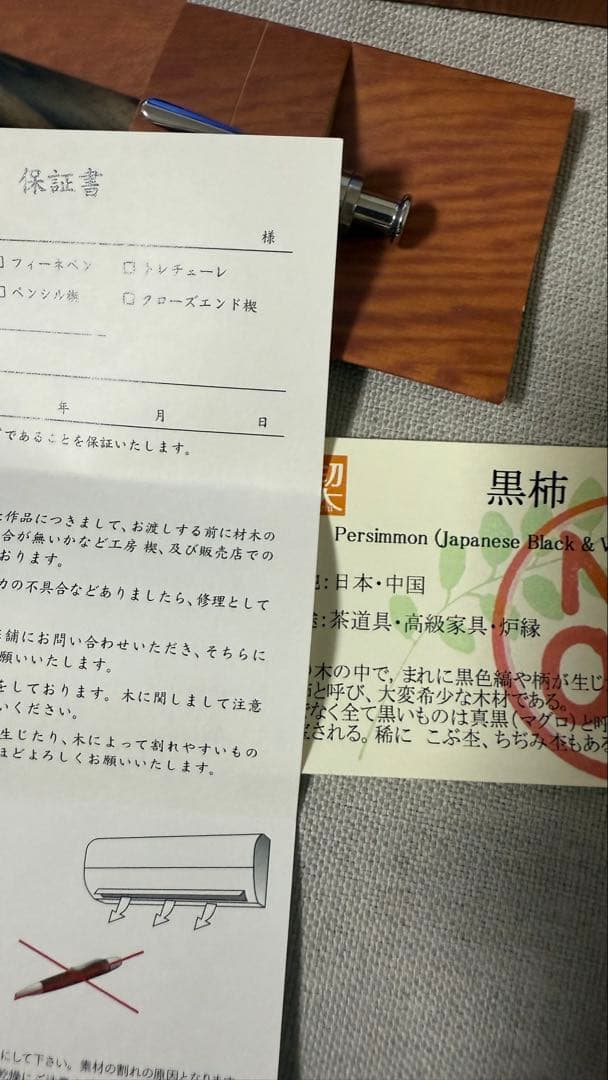 保証書
様
フィーネペン
トレチェーレ
ペンシル楔
クローズエンド楔
年 月 日
であることを保証いたします。
作品につきまして、お渡しする前に材木の
合が無いかなど工房 楔、及び販売店での
おります。
カの不具合などありましたら、修理として
舗にお問い合わせいただき、そちらに
願いいたします。
をしております。木に関しまして注意
いください。
生じたり、木によって割れやすいもの
ほどよろしくお願いいたします。
にして下さい。素材の割れの原因となります
黒柿
Persimmon (Japanese Black &
:日本・中国
:茶道具・高級家具・炉縁
木の中で,まれに黒色縞や柄が生じ
と呼び、大変希少な木材である。
なく全て黒いものは真黒(マグロ)と呼
される。稀に こぶ杢、ちぢみ杢もある